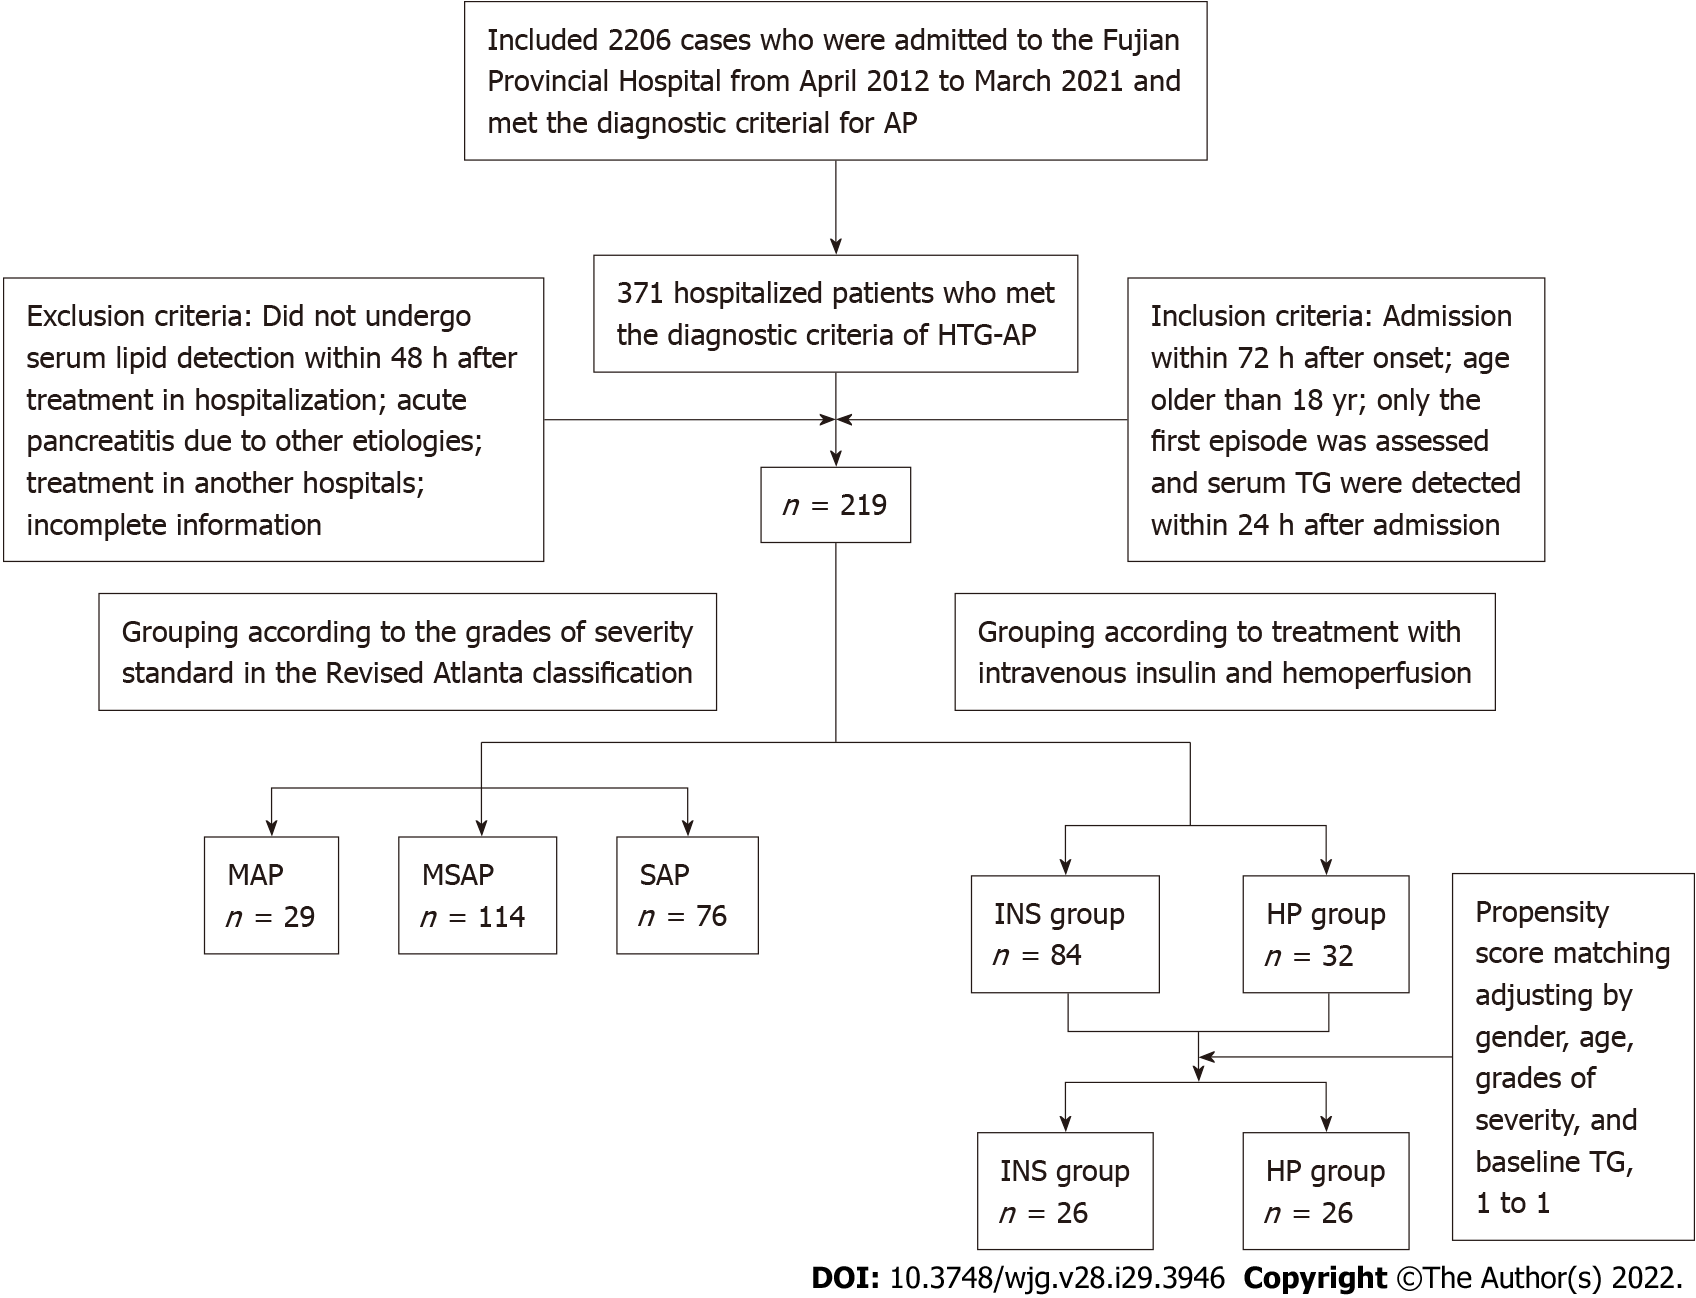 Included 2206 cases who were admitted to the Fujian
Provincial Hospital from April 2012 to March 2021 and
met the diagnostic criterial for AP
371 hospitalized patients who met
the diagnostic criteria of HTG-AP
Exclusion criteria: Did not undergo
serum lipid detection within 48 h after
treatment in hospitalization; acute
pancreatitis due to other etiologies;
treatment in another hospitals;
incomplete information
Inclusion criteria: Admission
within 72 h after onset; age
older than 18 yr; only the
first episode was assessed
and serum TG were detected
within 24 h after admission
n = 219
Grouping according to the grades of severity
standard in the Revised Atlanta classification
Grouping according to treatment with
intravenous insulin and hemoperfusion
MAP
n = 29
MSAP
n = 114
SAP
n = 76
INS group
n = 84
HP group
n = 32
Propensity
score matching
adjusting by
gender, age,
grades of
severity, and
baseline TG,
1 to 1
INS group
n = 26
HP group
n = 26
DOI: 10.3748/wjg.v28.i29.3946 Copyright ©The Author(s) 2022.